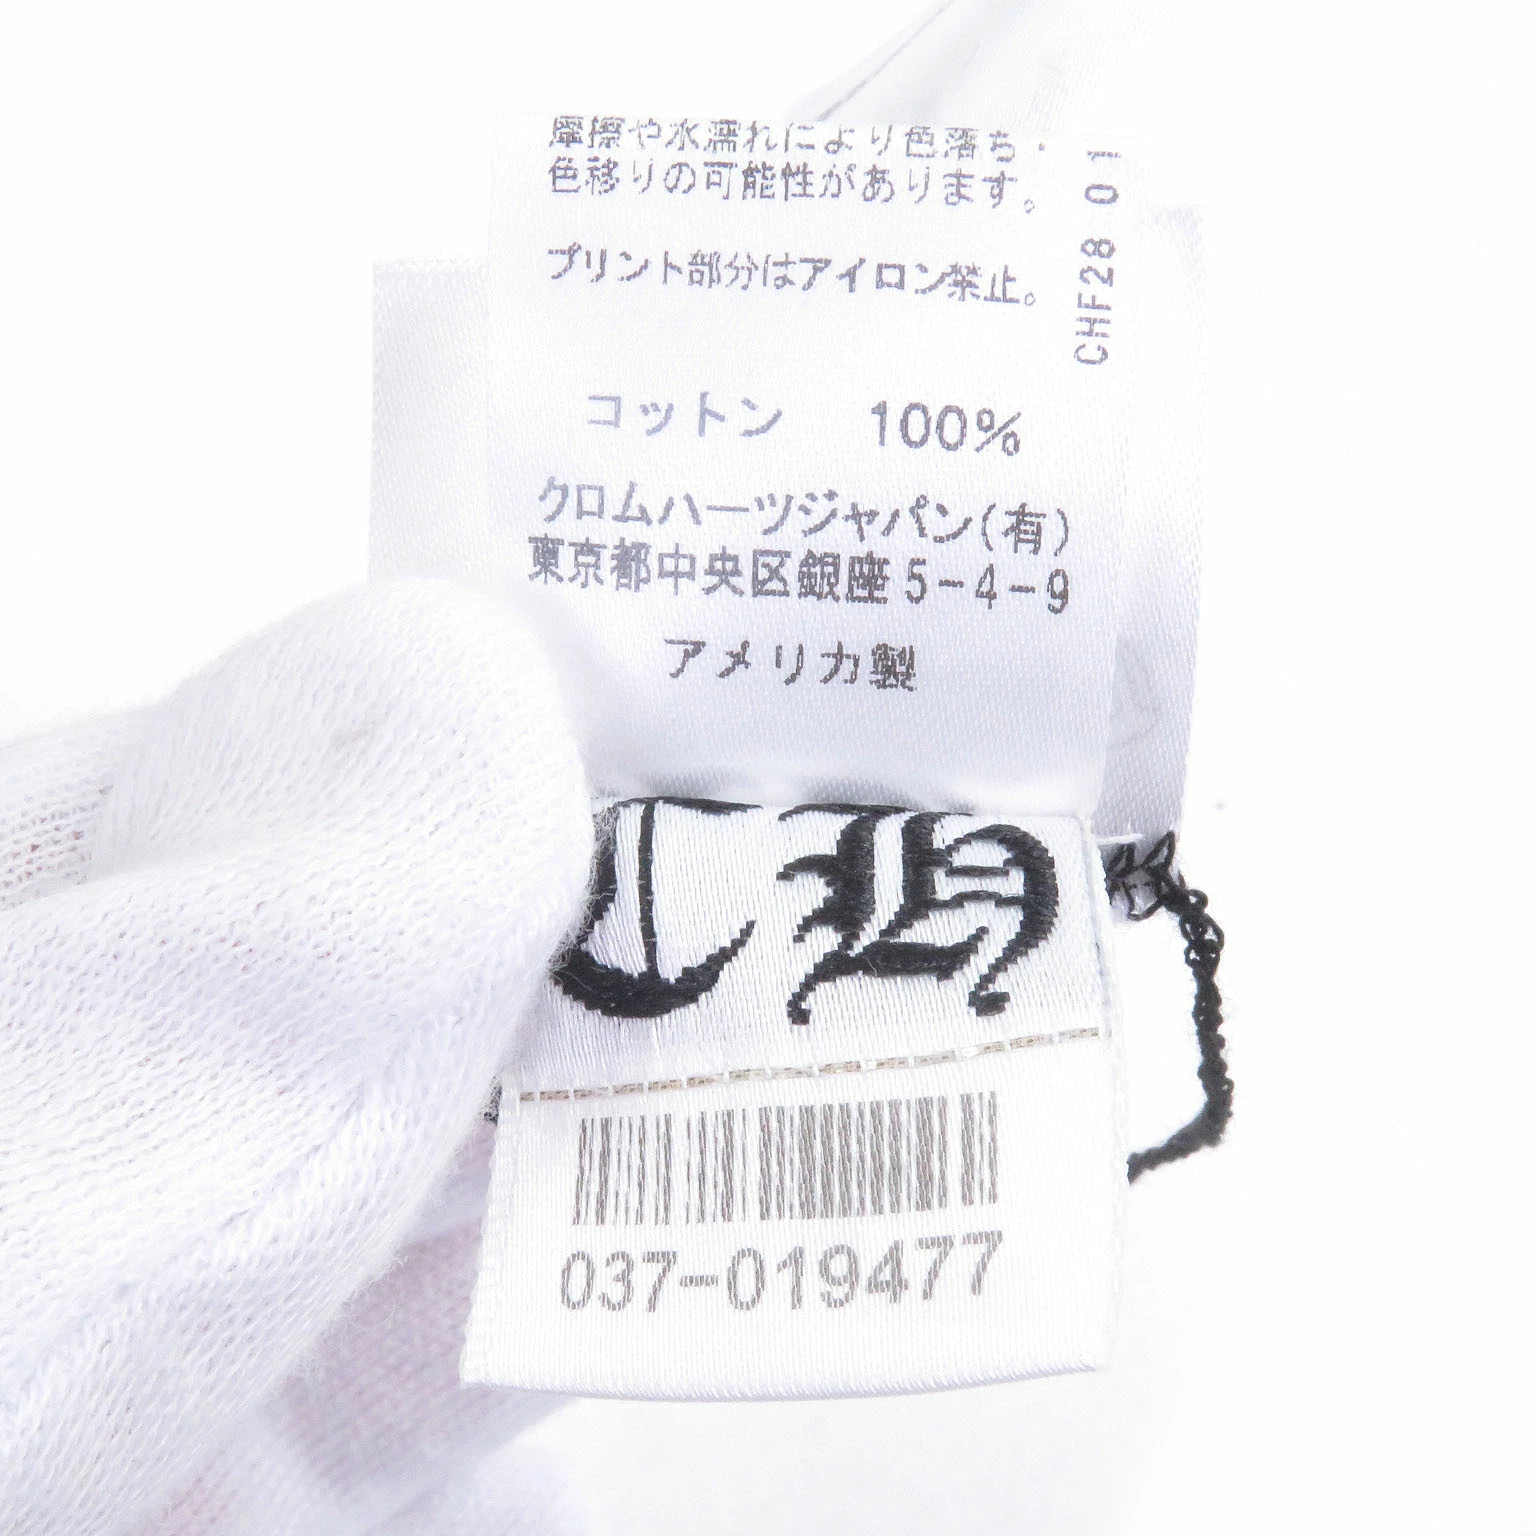 摩擦や水濡れにより色落ち・
色移りの可能性があります。
プリント部分はアイロン禁止。
CHF28 01
コットン 100%
クロムハーツジャパン(有)
東京都中央区銀座5-4-9
アメリカ製
CH
037-019477